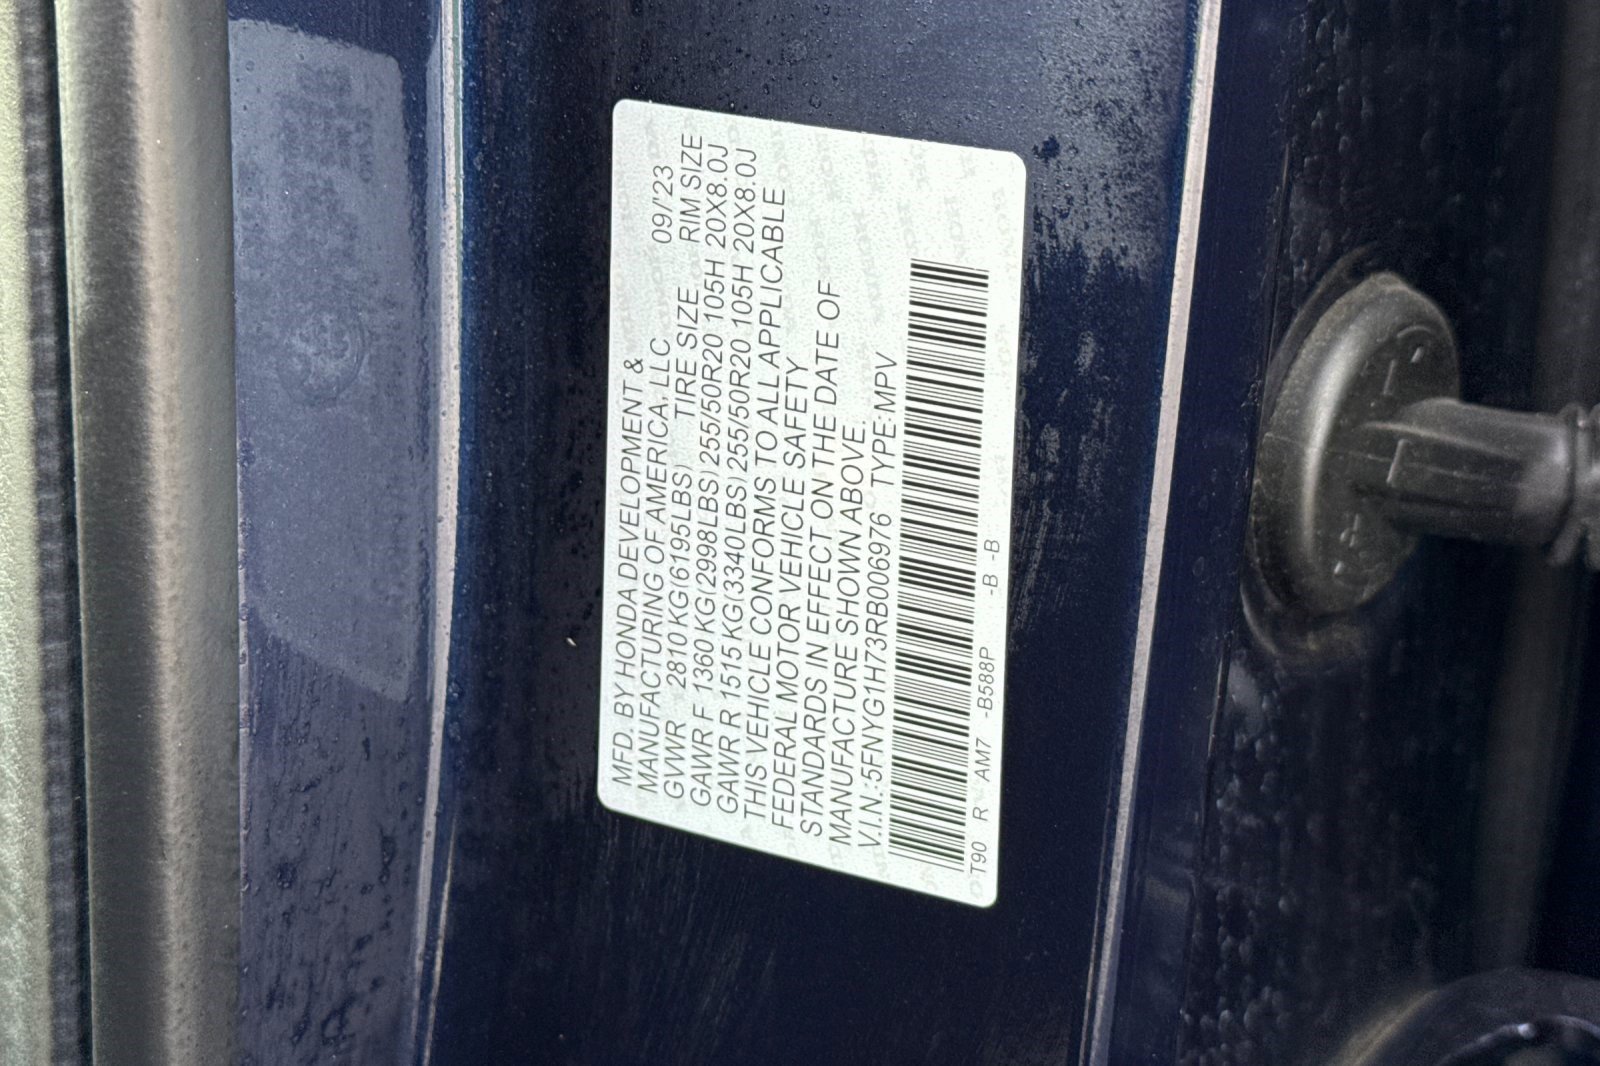 MFD. BY HONDA DEVELOPMENT &
MANUFACTURING OF AMERICA, LLC 09/'23
GVWR 2810 KG(6195LBS) TIRE SIZE RIM SIZE
GAWR F 1360 KG(2998LBS) 255/50R20 105H 20X8.0J
GAWR R 1515 KG(3340LBS) 255/50R20 105H 20X8.0J
THIS VEHICLE CONFORMS TO ALL APPLICABLE
FEDERAL MOTOR VEHICLE SAFETY
STANDARDS IN EFFECT ON THE DATE OF
MANUFACTURE SHOWN ABOVE.
V.I.N.:5FNYG1H73RB006976 TYPE:MPV
T90 R AM7 -B588P -B -B